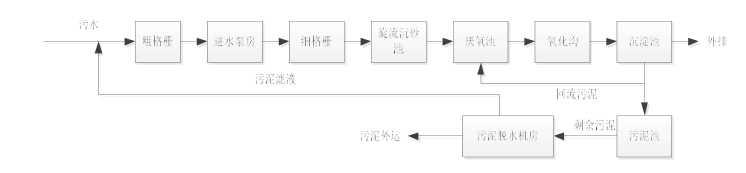 污水
粗格栅
进水泵房
细格栅
旋流沉砂
池
厌氧池
氧化沟
沉淀池
外排
污泥滤液
回流污泥
污泥外运
污泥脱水机房
剩余污泥
污泥池